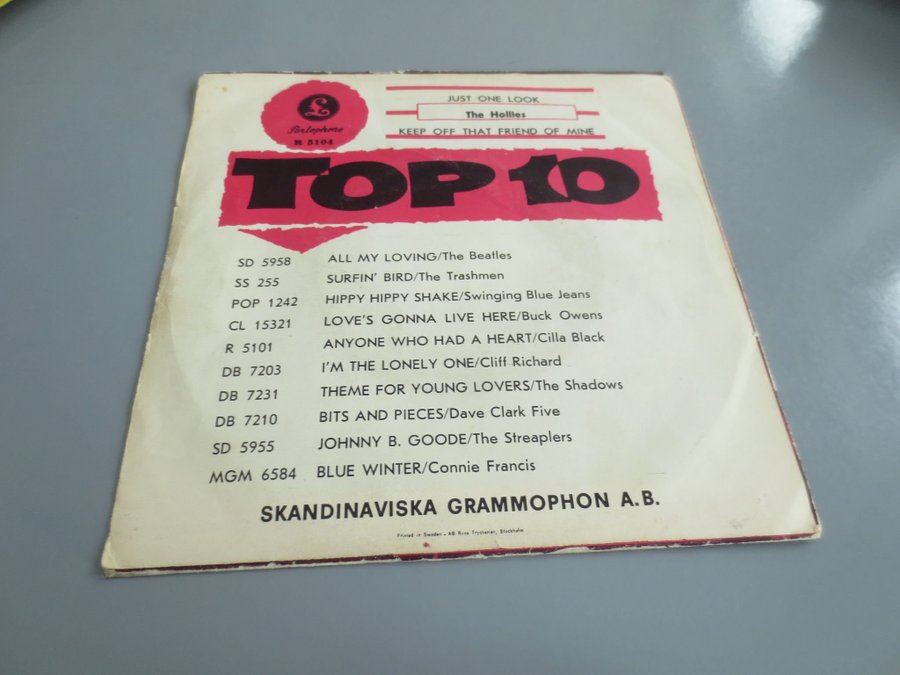 £
Parlophone
R 5104
JUST ONE LOOK
The Hollies
KEEP OFF THAT FRIEND OF MINE
TOP 10
SD 5958 ALL MY LOVING/The Beatles
SS 255 SURFIN' BIRD/The Trashmen
POP 1242 HIPPY HIPPY SHAKE/Swinging Blue Jeans
CL 15321 LOVE'S GONNA LIVE HERE/Buck Owens
R 5101 ANYONE WHO HAD A HEART/Cilla Black
DB 7203 I'M THE LONELY ONE/Cliff Richard
DB 7231 THEME FOR YOUNG LOVERS/The Shadows
DB 7210 BITS AND PIECES/Dave Clark Five
SD 5955 JOHNNY B. GOODE/The Streaplers
MGM 6584 BLUE WINTER/Connie Francis
SKANDINAVISKA GRAMMOPHON A.B.
Printed in Sweden - AB Stockholm